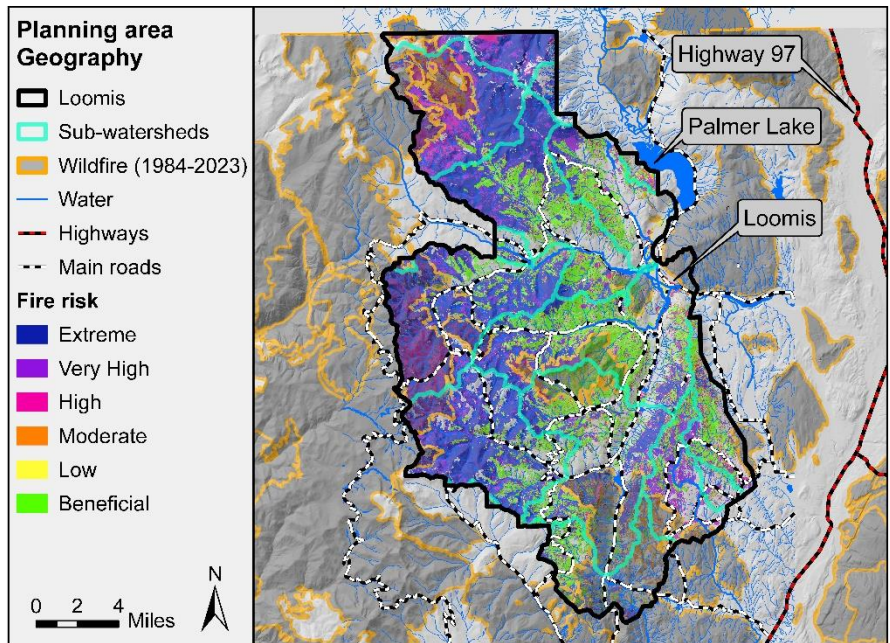 Planning area
Geography
Loomis
Sub-watersheds
Wildfire (1984-2023)
Water
Highways
Main roads
Fire risk
Extreme
Very High
High
Moderate
Low
Beneficial
N
0 2 4
Miles
Highway 97
Palmer Lake
Loomis